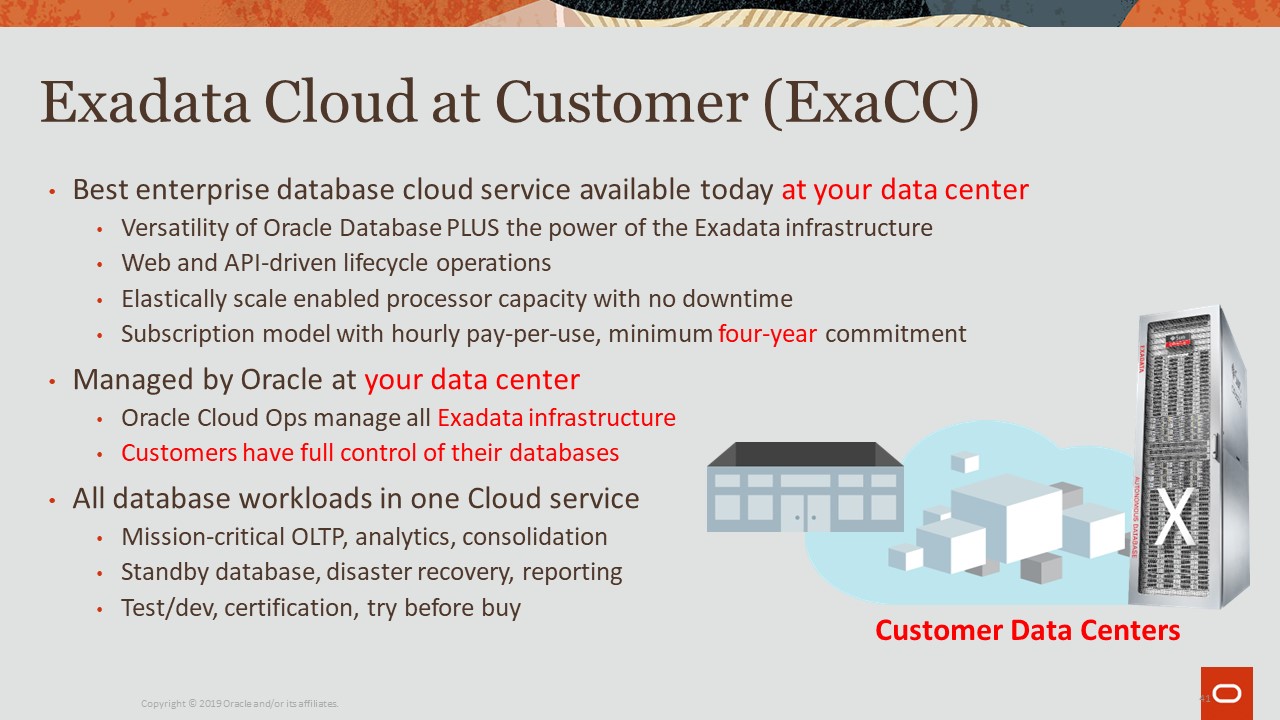 Exadata Cloud at Customer (ExaCC)
• Best enterprise database cloud service available today at your data center
• Versatility of Oracle Database PLUS the power of the Exadata infrastructure
• Web and API-driven lifecycle operations
• Elastically scale enabled processor capacity with no downtime
• Subscription model with hourly pay-per-use, minimum four-year commitment
• Managed by Oracle at your data center
• Oracle Cloud Ops manage all Exadata infrastructure
• Customers have full control of their databases
• All database workloads in one Cloud service
• Mission-critical OLTP, analytics, consolidation
• Standby database, disaster recovery, reporting
• Test/dev, certification, try before buy
EXADATA
AUTONOMOUS DATABASE
X
Customer Data Centers
Copyright © 2019 Oracle and/or its affiliates.